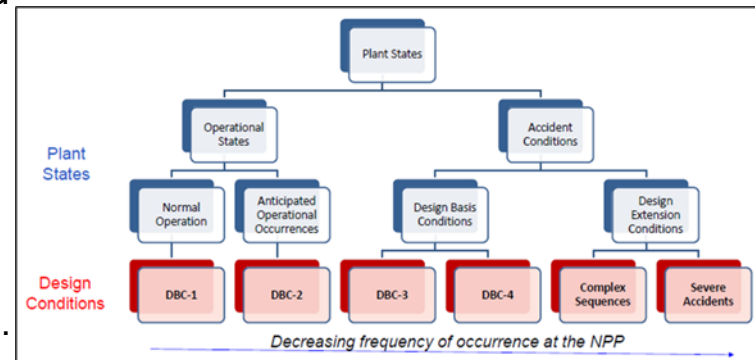 Plant States
Operational
States
Accident
Conditions
Plant
States
Normal
Operation
Anticipated
Operational
Occurrences
Design Basis
Conditions
Design
Extension
Conditions
Design
Conditions
DBC-1
DBC-2
DBC-3
DBC-4
Complex
Sequences
Severe
Accidents
Decreasing frequency of occurrence at the NPP